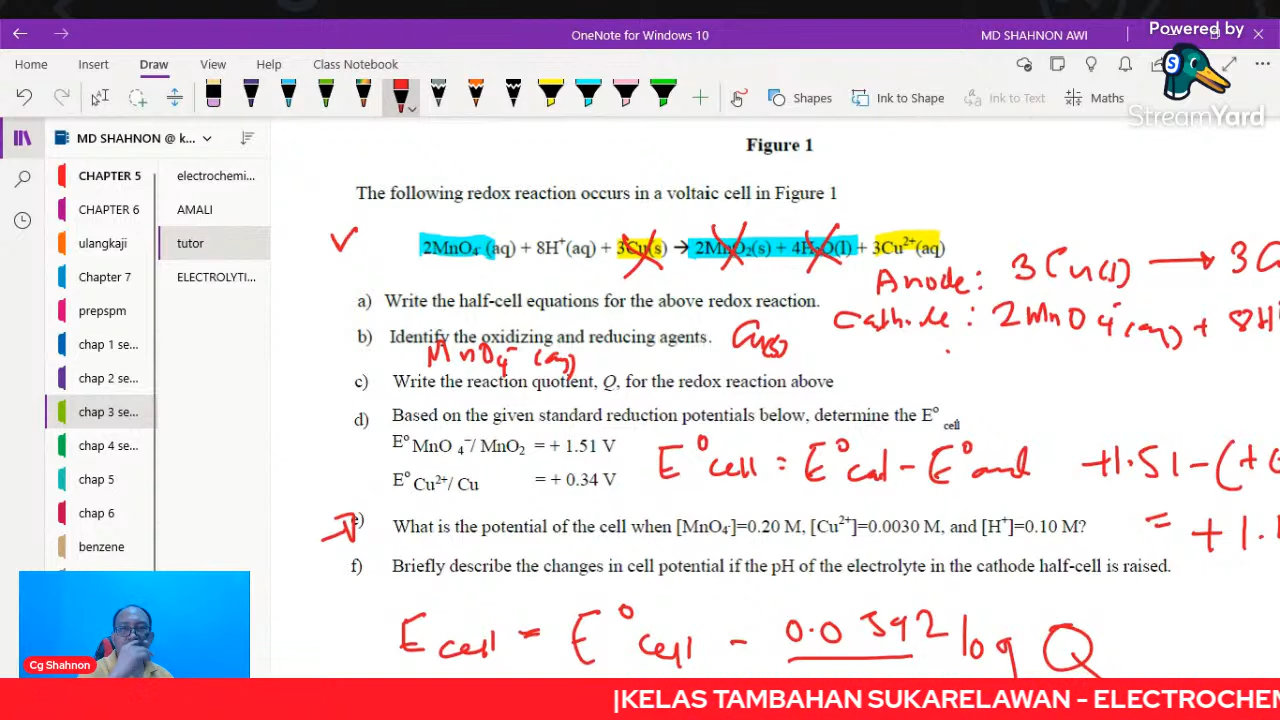 OneNote for Windows 10
MD SHAHNON AWI
Powered by
StreamYard
Home Insert Draw View Help Class Notebook
Shapes Ink to Shape Ink to Text Maths
MD SHAHNON @ k...
CHAPTER 5
CHAPTER 6
ulangkaji
Chapter 7
prepspm
chap 1 se...
chap 2 se...
chap 3 se...
chap 4 se...
chap 5
chap 6
benzene
electrochemi...
AMALI
tutor
ELECTROLYTI...
Figure 1
The following redox reaction occurs in a voltaic cell in Figure 1
2MnO4⁻(aq) + 8H⁺(aq) + 3Cu(s) → 2MnO₂(s) + 4H₂O(l) + 3Cu²⁺(aq)
Anode: 3Cu(s) → 3C
Cathode: 2MnO4⁻(aq) + 8H
a) Write the half-cell equations for the above redox reaction.
b) Identify the oxidizing and reducing agents. Cu(s)
MnO4⁻(aq)
c) Write the reaction quotient, Q, for the redox reaction above
d) Based on the given standard reduction potentials below, determine the E° cell
E° MnO 4⁻/ MnO₂ = + 1.51 V
E° Cu²⁺/ Cu = + 0.34 V
E°cell = E°cat - E°and +1.51 - (+0
= + 1.1
e) What is the potential of the cell when [MnO4⁻]=0.20 M, [Cu²⁺]=0.0030 M, and [H⁺]=0.10 M?
f) Briefly describe the changes in cell potential if the pH of the electrolyte in the cathode half-cell is raised.
Ecell = E°cell - 0.0592 log Q
Cg Shahnon
|KELAS TAMBAHAN SUKARELAWAN - ELECTROCHEM